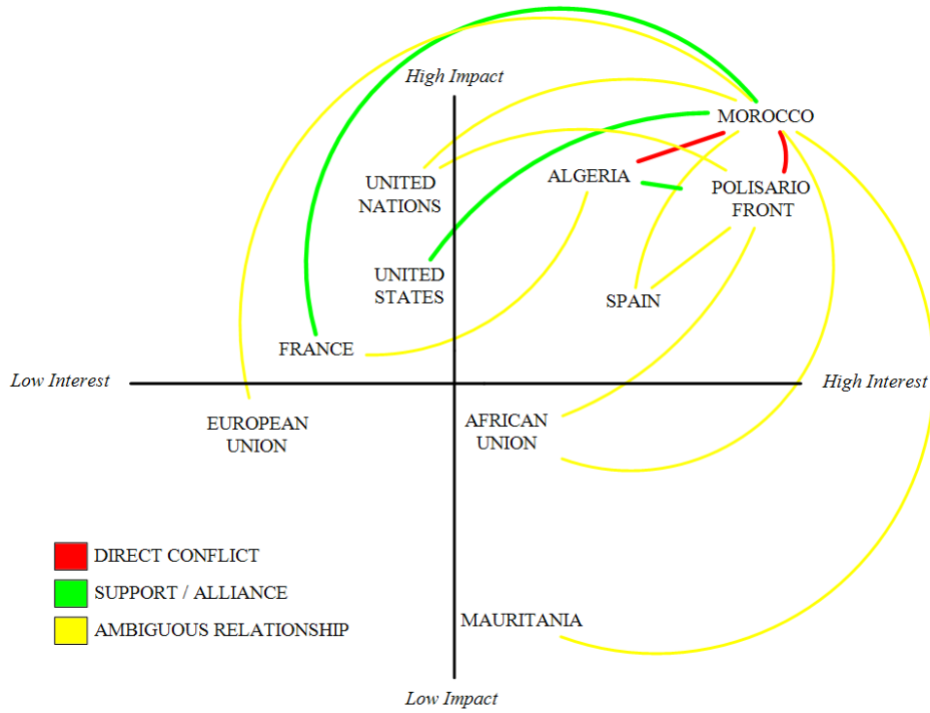 High Impact
MOROCCO
ALGERIA
UNITED
NATIONS
POLISARIO
FRONT
UNITED
STATES
SPAIN
FRANCE
Low Interest
High Interest
EUROPEAN
UNION
AFRICAN
UNION
DIRECT CONFLICT
SUPPORT / ALLIANCE
AMBIGUOUS RELATIONSHIP
MAURITANIA
Low Impact